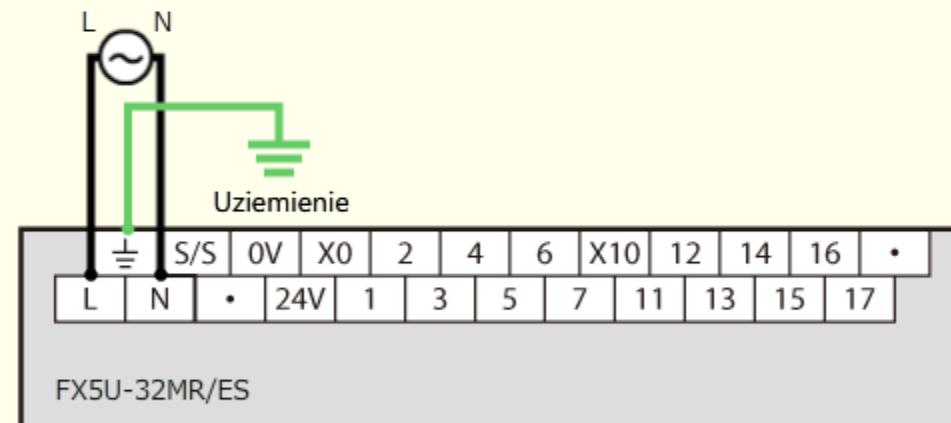 L N
Uziemienie
S/S 0V X0 2 4 6 X10 12 14 16 •
L N • 24V 1 3 5 7 11 13 15 17
FX5U-32MR/ES